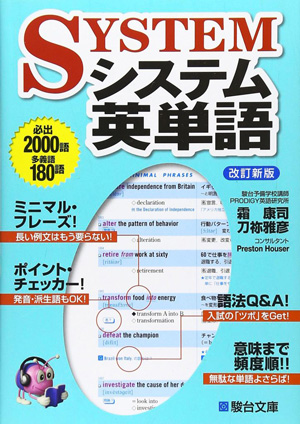 SYSTEM
システム
英単語
必出
2000語
多義語
180語
改訂新版
駿台予備学校講師
PRODIGY英語研究所
霜 康司
刀祢雅彦
コンサルタント
Preston Houser
ミニマル・
フレーズ!
長い例文はもう要らない!
ポイント・
チェッカー!
発音・派生語もOK!
MINIMAL PHRASES
independence from Britain
in the Declaration of Independence
alter the pattern of behavior
alteration
retire from work at sixty
retirement
transform food into energy
transform A into B
transformation
defeat the champion
investigate the cause of her
look into
語法Q&A!
入試の「ツボ」をGet!
意味まで
頻度順!!
無駄な単語よさらば!
駿台文庫